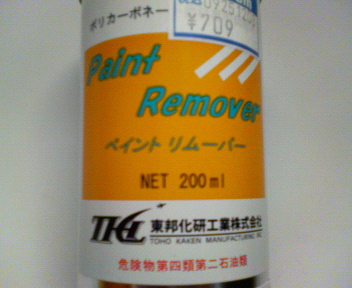 ポリカーボネー
0925
¥709
Paint
Remover
ペイント リムーバー
NET 200ml
TKL
東邦化研工業株式会社
TOHO KAKEN MANUFACTURING INC.
危険物第四類第二石油類